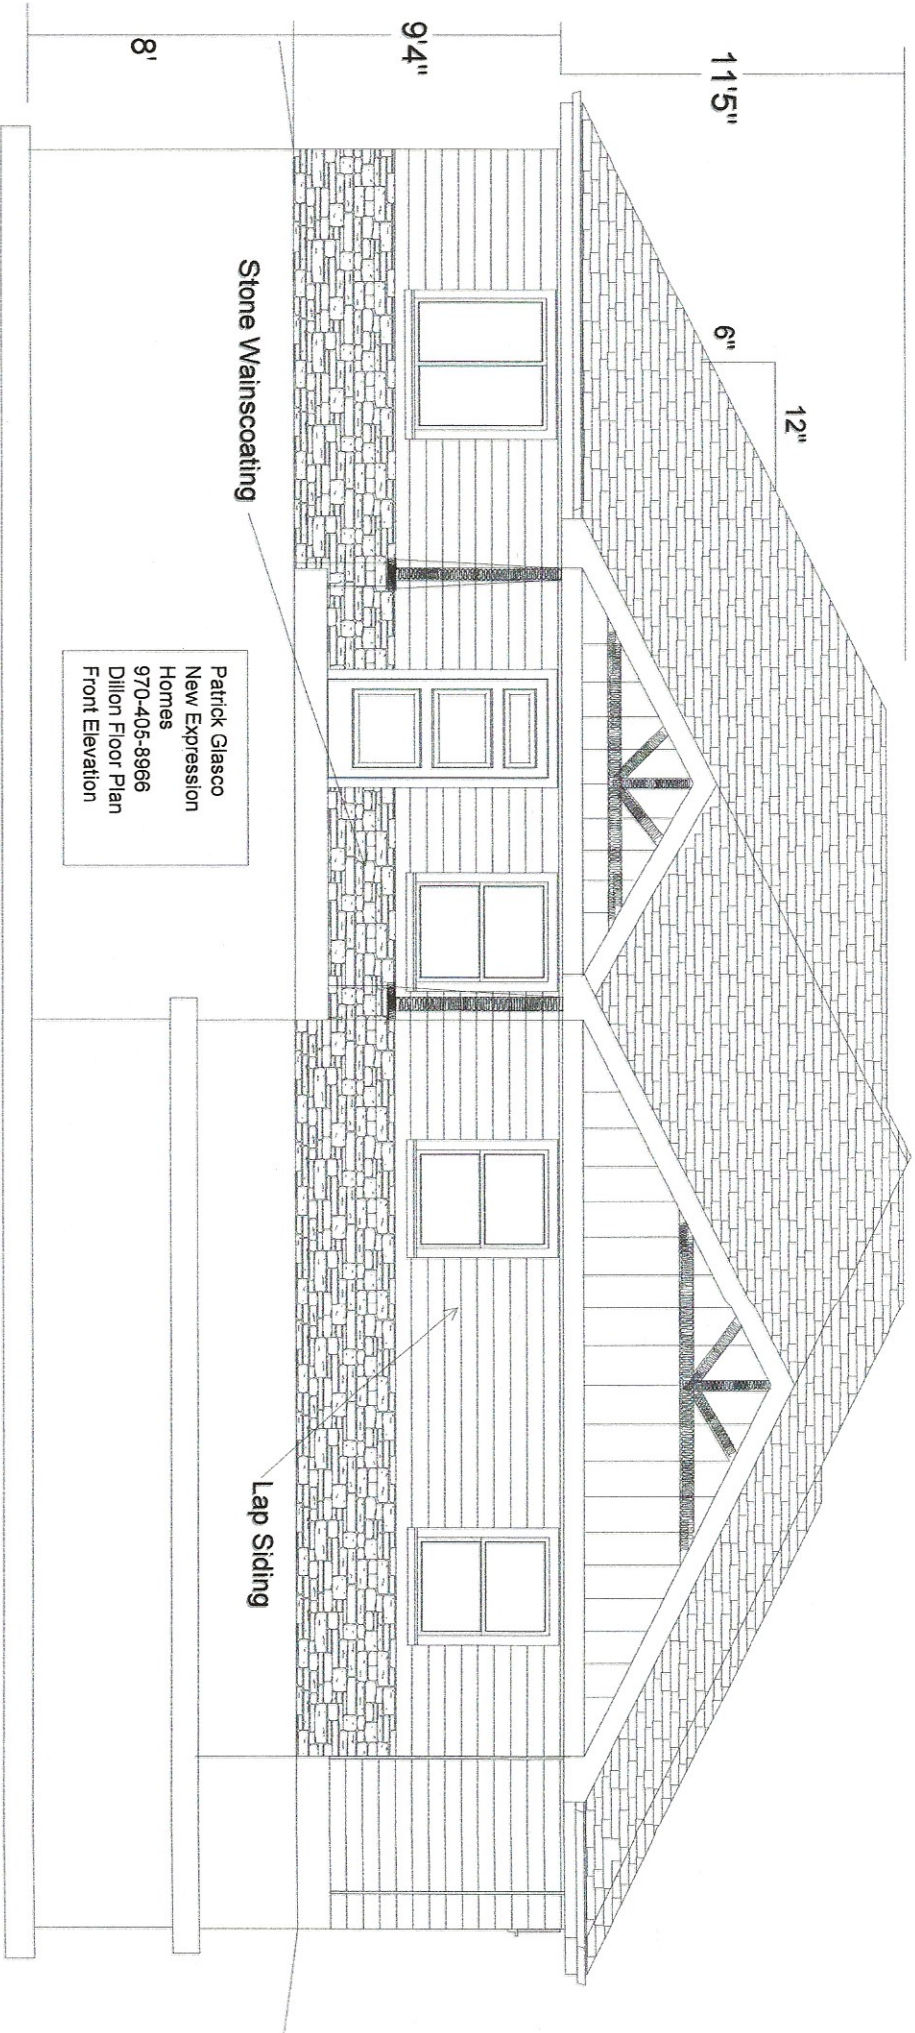 11'5"
9'4"
8'
6"
12"
Stone Wainscoating
Lap Siding
Patrick Glasco
New Expression
Homes
970-405-8966
Dillon Floor Plan
Front Elevation